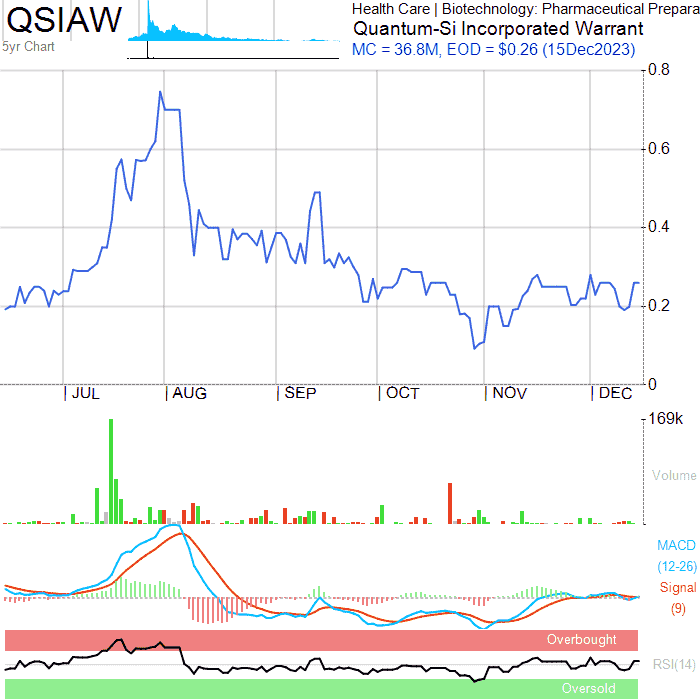 QSIAW
5yr Chart
Health Care | Biotechnology: Pharmaceutical Prepara
Quantum-Si Incorporated Warrant
MC = 36.8M, EOD = $0.26 (15Dec2023)
0.8
0.6
0.4
0.2
0
| JUL | AUG | SEP | OCT | NOV | DEC
169k
Volume
MACD
(12-26)
Signal
(9)
Overbought
RSI(14)
Oversold